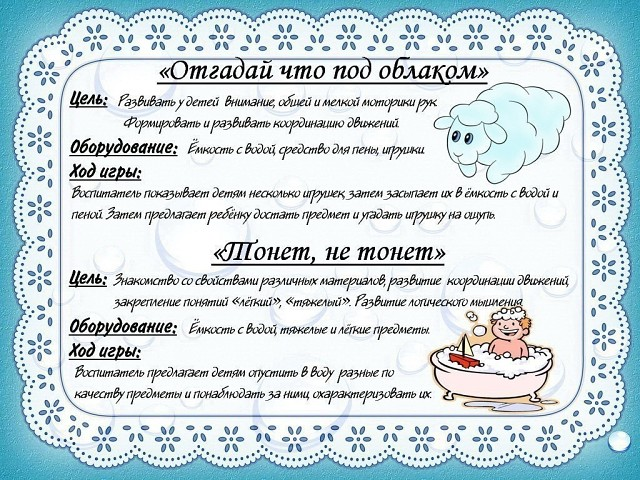 «Отгадай что под облаком»
Цель: Развивать у детей внимание, обшей и мелкой моторики рук.
Формировать и развивать координацию движений.
Оборудование: Ёмкость с водой, средство для пены, игрушки.
Ход игры:
Воспитатель показывает детям несколько игрушек, затем засыпает их в ёмкость с водой и
пеной. Затем предлагает ребёнку достать предмет и угадать игрушку на ощупь.
«Тонет, не тонет»
Цель: Знакомство со свойствами различных материалов, развитие координации движений,
закрепление понятий «лёгкий», «тяжелый». Развитие логического мышления.
Оборудование: Ёмкость с водой, тяжелые и лёгкие предметы.
Ход игры:
Воспитатель предлагает детям опустить в воду разные по
качеству предметы и понаблюдать за ними, охарактеризовать их.